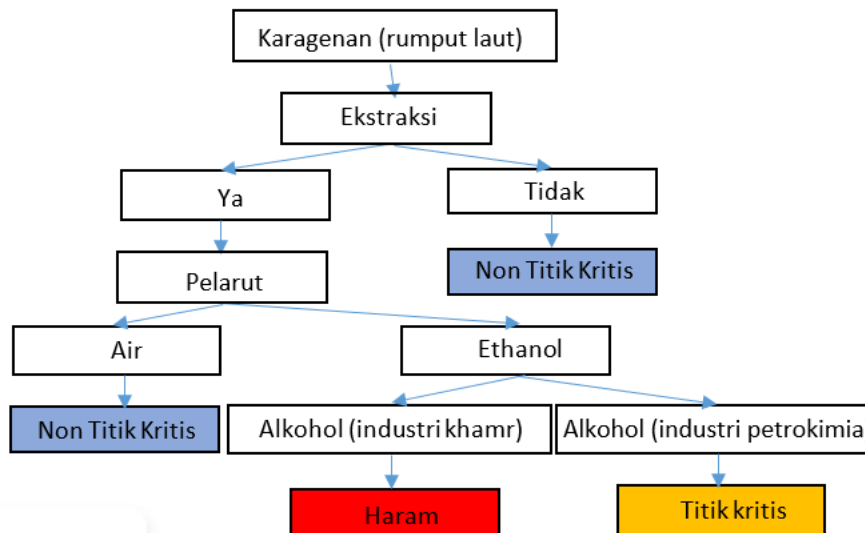 Karagenan (rumput laut)
Ekstraksi
Ya
Tidak
Non Titik Kritis
Pelarut
Air
Ethanol
Non Titik Kritis
Alkohol (industri khamr)
Alkohol (industri petrokimia
Haram
Titik kritis